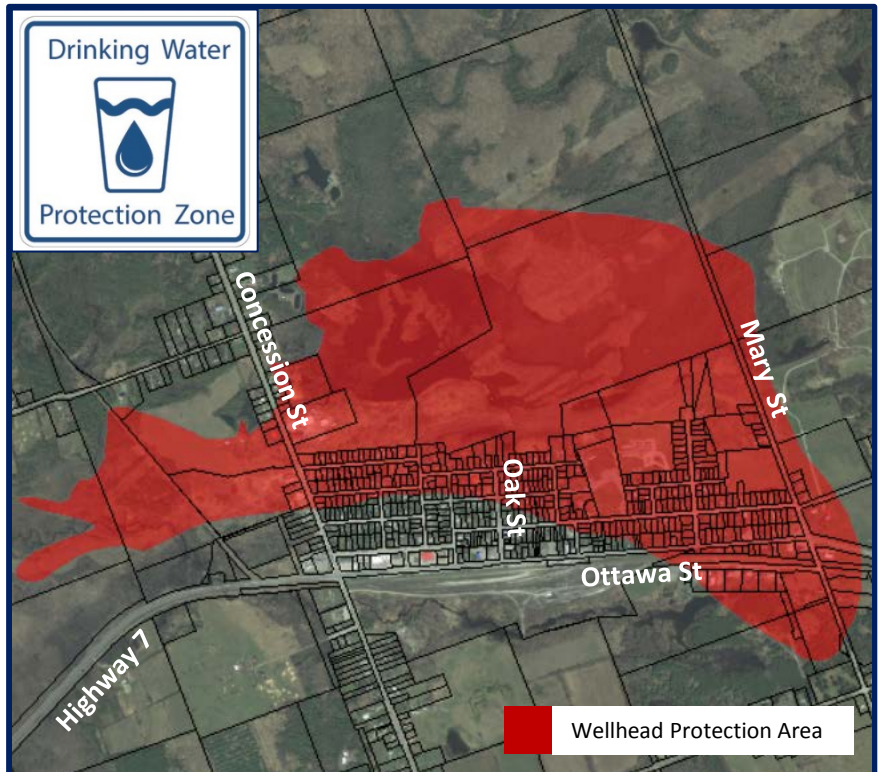 Drinking Water
Protection Zone
Concession St
Mary St
Oak St
Ottawa St
Highway 7
Wellhead Protection Area